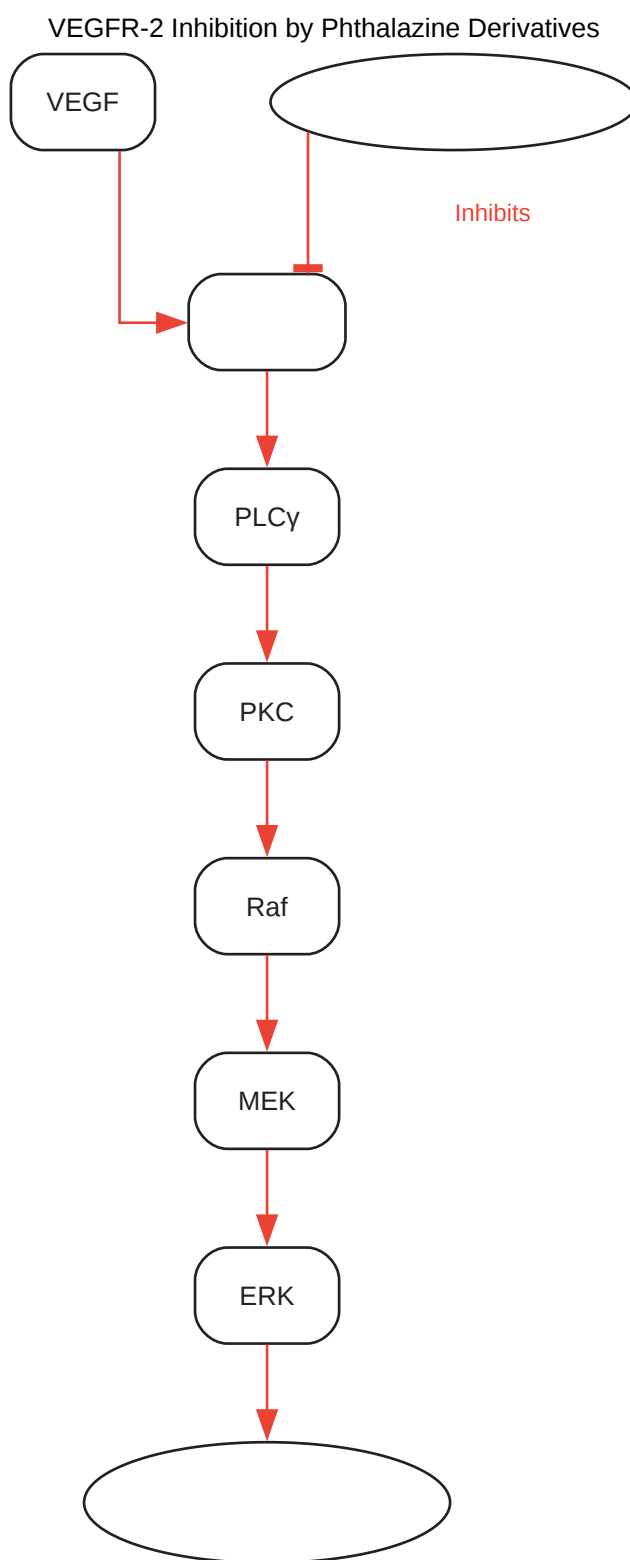 VEGFR-2 Inhibition by Phthalazine Derivatives
VEGF
Inhibits
PLCγ
PKC
Raf
MEK
ERK